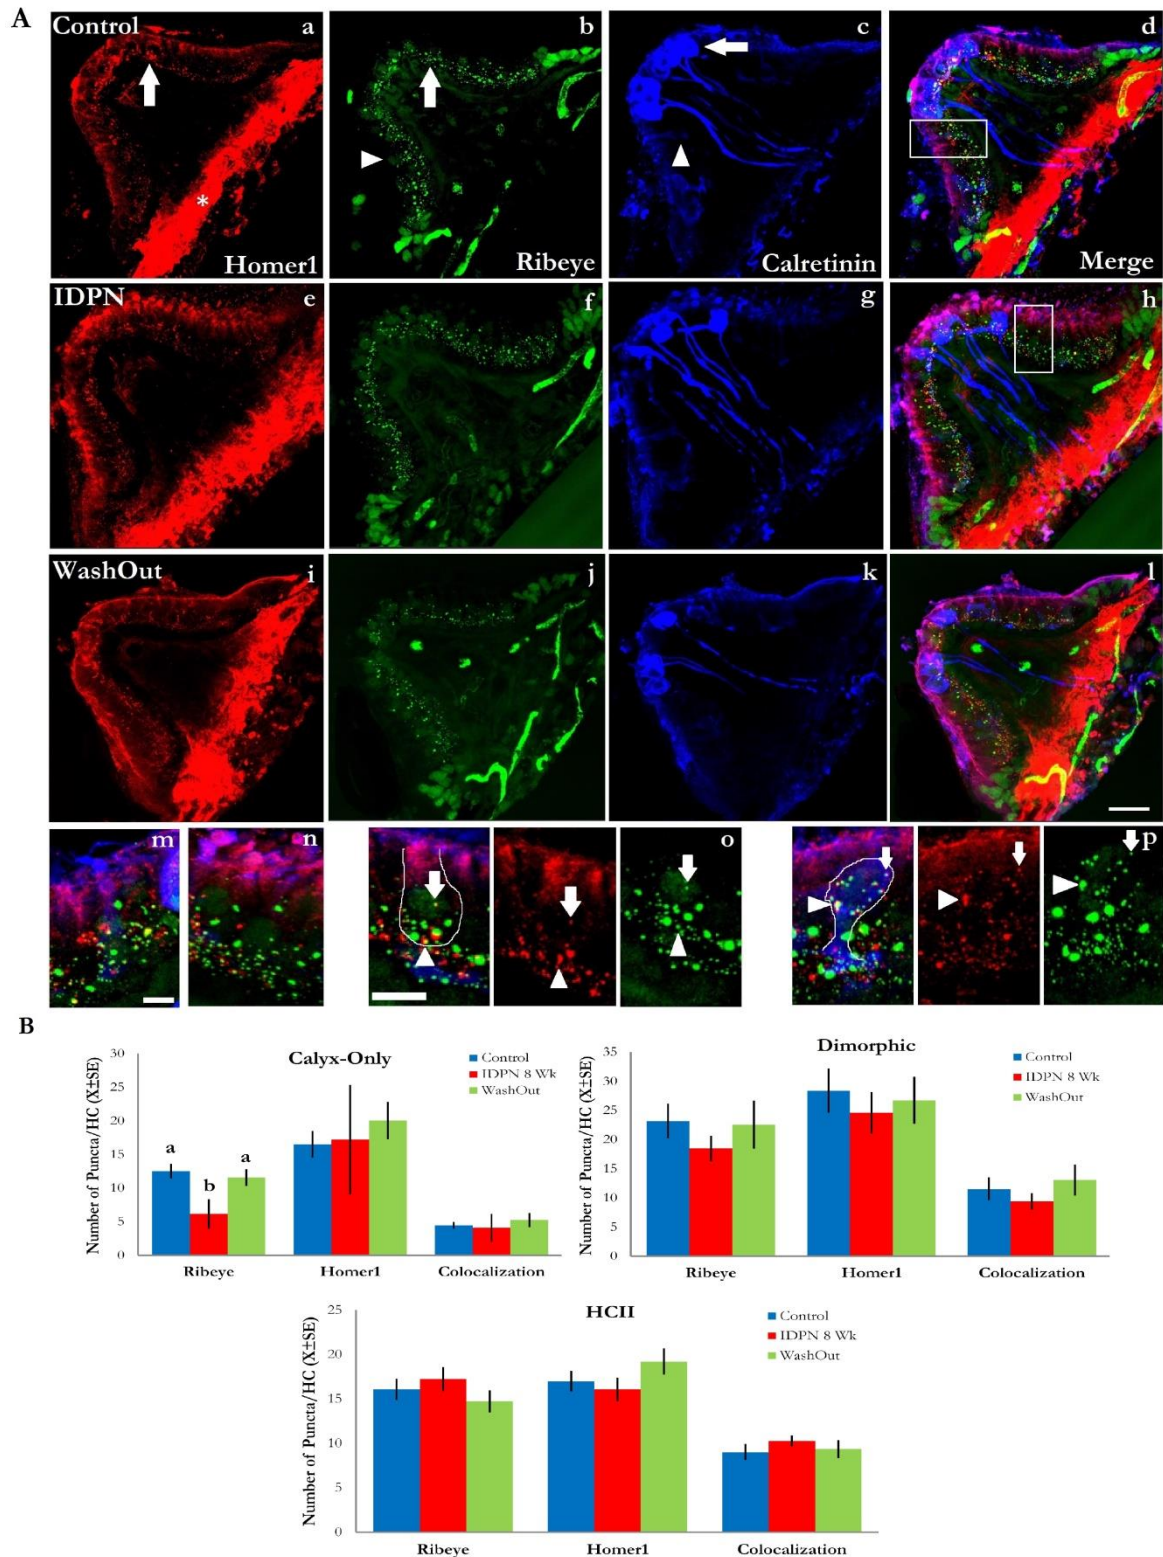 A
Control a b c d
Homer1 Ribeye Calretinin Merge
*
IDPN e f g h
WashOut i j k l
m n o p
B
Calyx-Only
Number of Puncta/HC (X±SE)
30
25
20
15
10
5
0
a b a
Control
IDPN 8 Wk
WashOut
Ribeye Homer1 Colocalization
Dimorphic
Number of Puncta/HC (X±SE)
35
30
25
20
15
10
5
0
Control
IDPN 8 Wk
WashOut
Ribeye Homer1 Colocalization
HCII
Number of Puncta/HC (X±SE)
25
20
15
10
5
0
Control
IDPN 8 Wk
WashOut
Ribeye Homer1 Colocalization